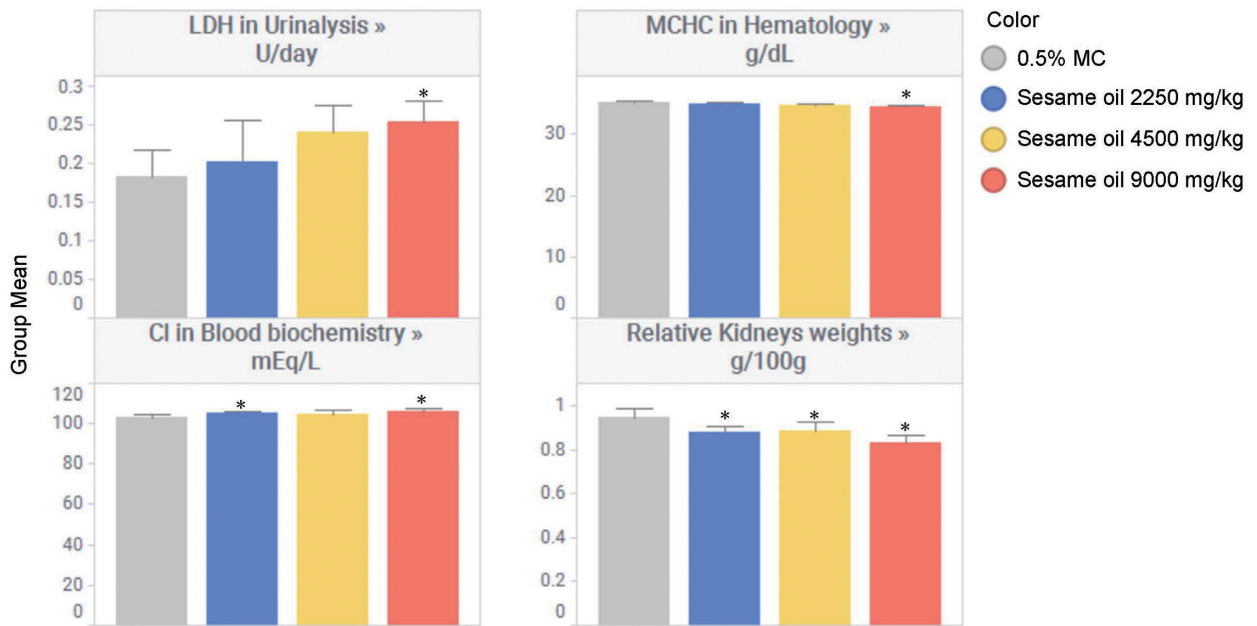 LDH in Urinalysis »
U/day
0.3
0.25
0.2
0.15
0.1
0.05
0
*
MCHC in Hematology »
g/dL
30
20
10
0
*
Color
0.5% MC
Sesame oil 2250 mg/kg
Sesame oil 4500 mg/kg
Sesame oil 9000 mg/kg
Group Mean
Cl in Blood biochemistry »
mEq/L
120
100
80
60
40
20
0
*
*
Relative Kidneys weights »
g/100g
1
0.8
0.6
0.4
0.2
0
*
*
*